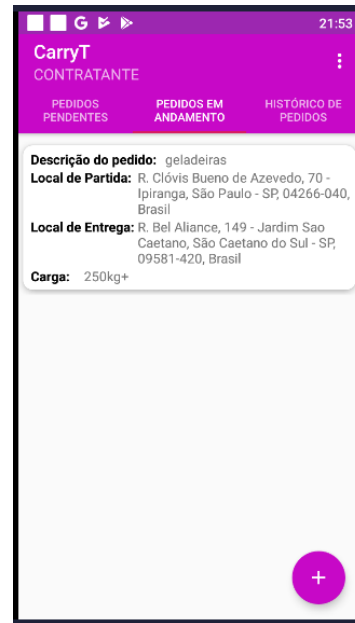 G 21:53
CarryT
CONTRATANTE
PEDIDOS PENDENTES
PEDIDOS EM ANDAMENTO
HISTÓRICO DE PEDIDOS
Descrição do pedido: geladeiras
Local de Partida: R. Clóvis Bueno de Azevedo, 70 -
Ipiranga, São Paulo - SP, 04266-040,
Brasil
Local de Entrega: R. Bel Aliance, 149 - Jardim Sao
Caetano, São Caetano do Sul - SP,
09581-420, Brasil
Carga: 250kg+
+